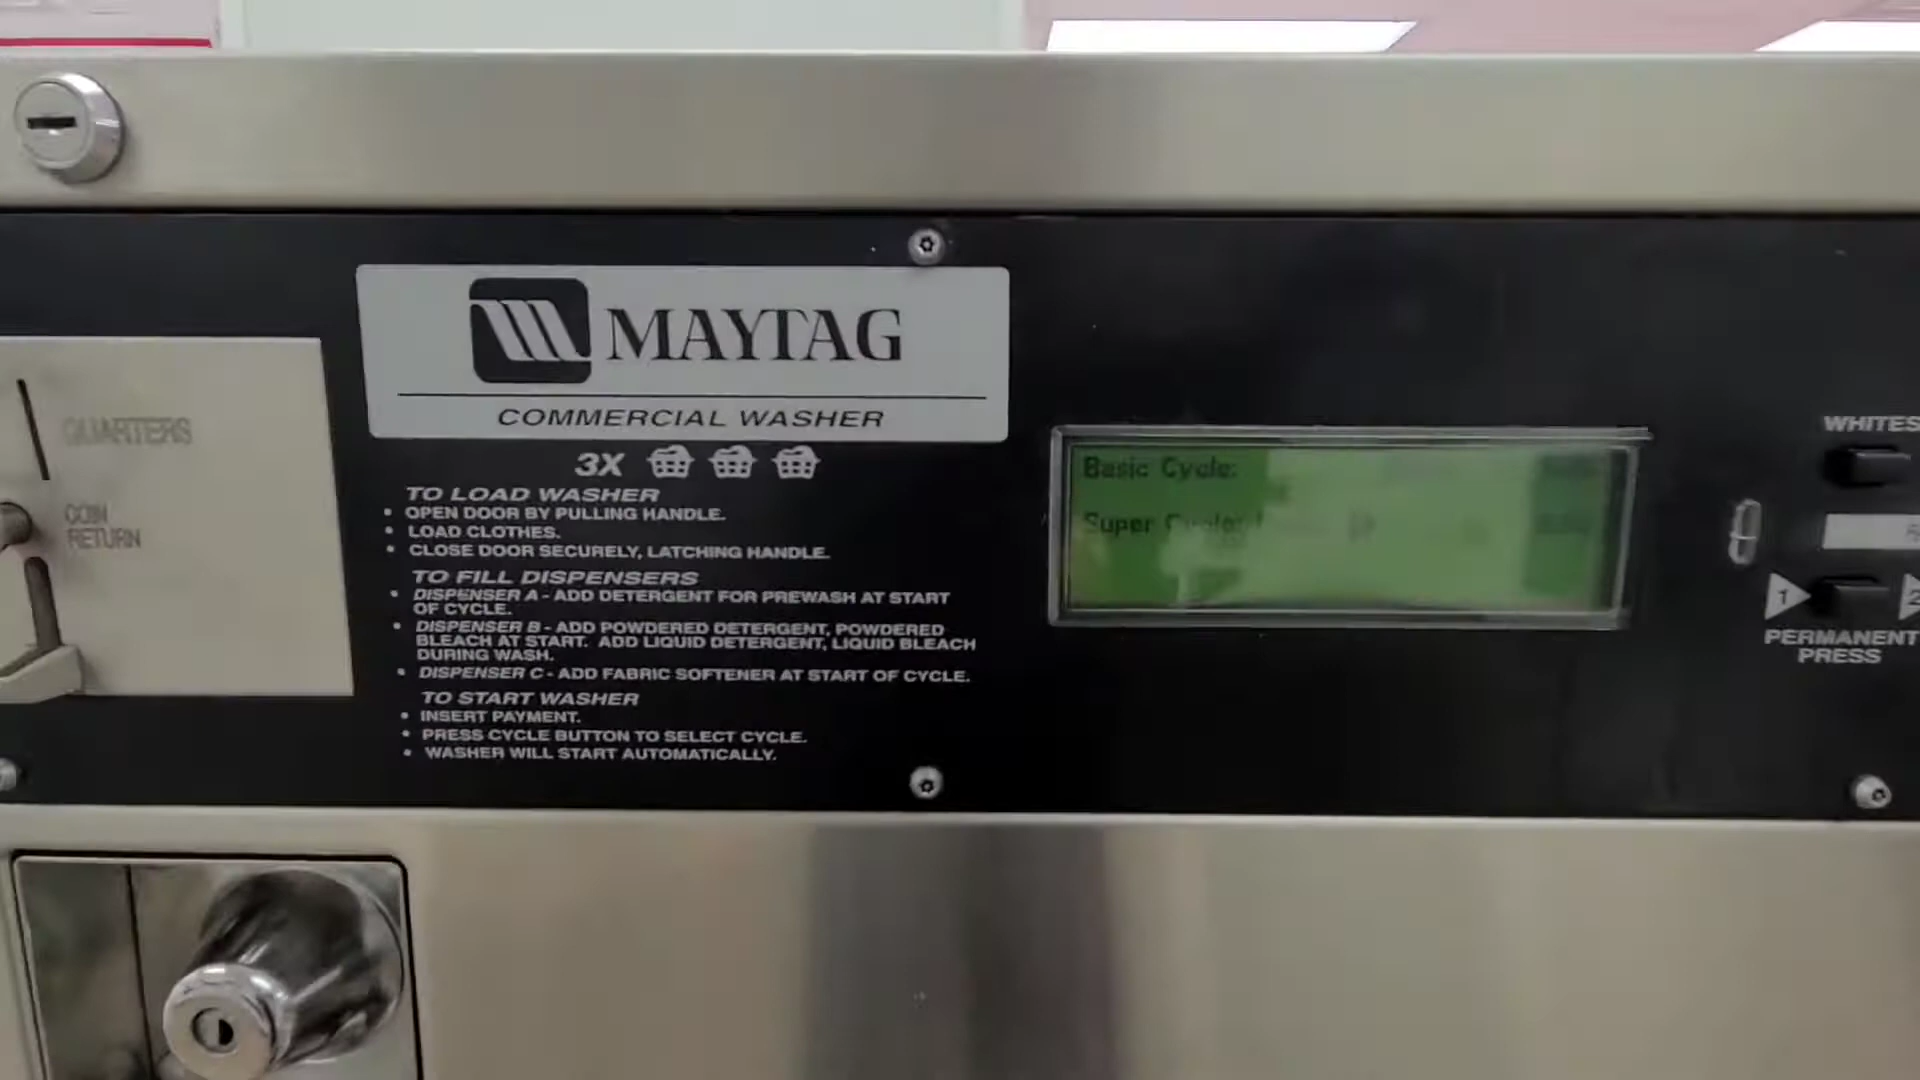 QUARTERS
COIN
RETURN
MAYTAG
COMMERCIAL WASHER
3X
TO LOAD WASHER
• OPEN DOOR BY PULLING HANDLE.
• LOAD CLOTHES.
• CLOSE DOOR SECURELY, LATCHING HANDLE.
TO FILL DISPENSERS
• DISPENSER A - ADD DETERGENT FOR PREWASH AT START
OF CYCLE.
• DISPENSER B - ADD POWDERED DETERGENT, POWDERED
BLEACH AT START. ADD LIQUID DETERGENT, LIQUID BLEACH
DURING WASH.
• DISPENSER C - ADD FABRIC SOFTENER AT START OF CYCLE.
TO START WASHER
• INSERT PAYMENT.
• PRESS CYCLE BUTTON TO SELECT CYCLE.
• WASHER WILL START AUTOMATICALLY.
Basic Cycle:
Super Cycle:
WHITES
1 2
PERMANENT
PRESS